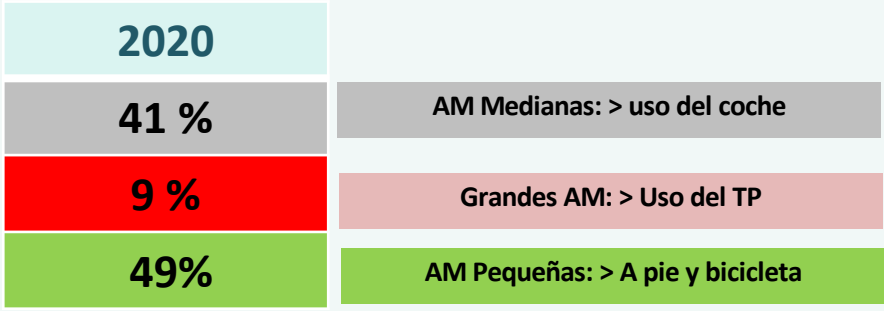 2020
41 %
AM Medianas: > uso del coche
9 %
Grandes AM: > Uso del TP
49%
AM Pequeñas: > A pie y bicicleta